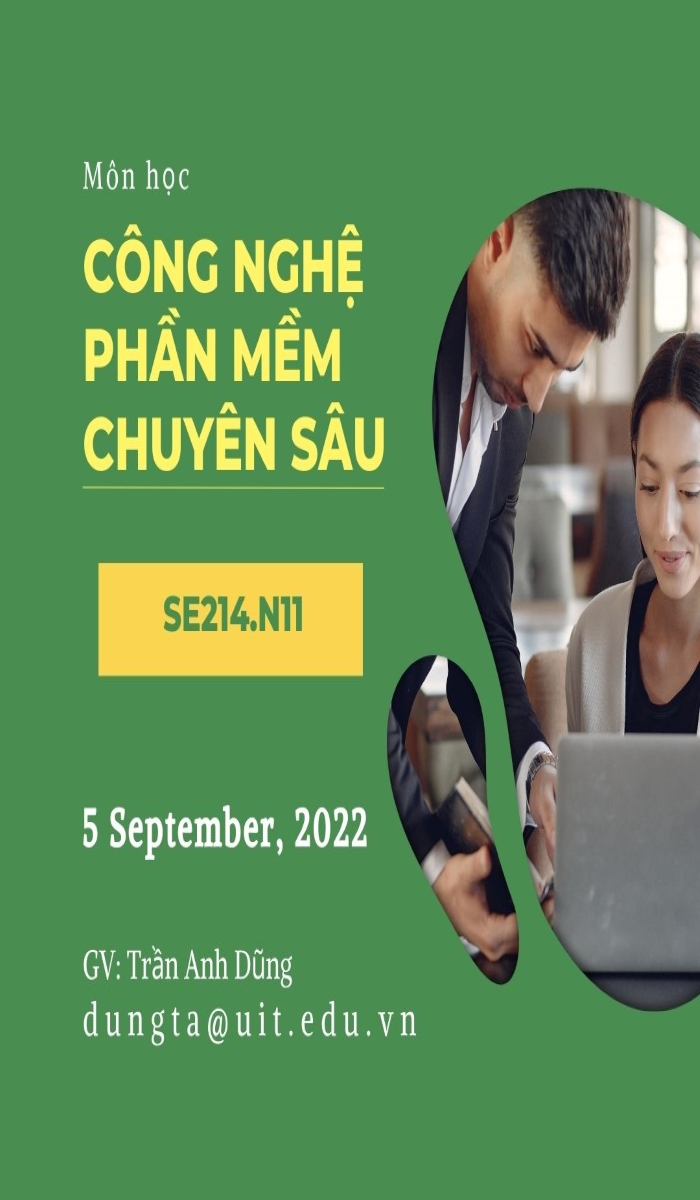 Môn học
CÔNG NGHỆ
PHẦN MỀM
CHUYÊN SÂU
SE214.N11
5 September, 2022
GV: Trần Anh Dũng
dungta@uit.edu.vn